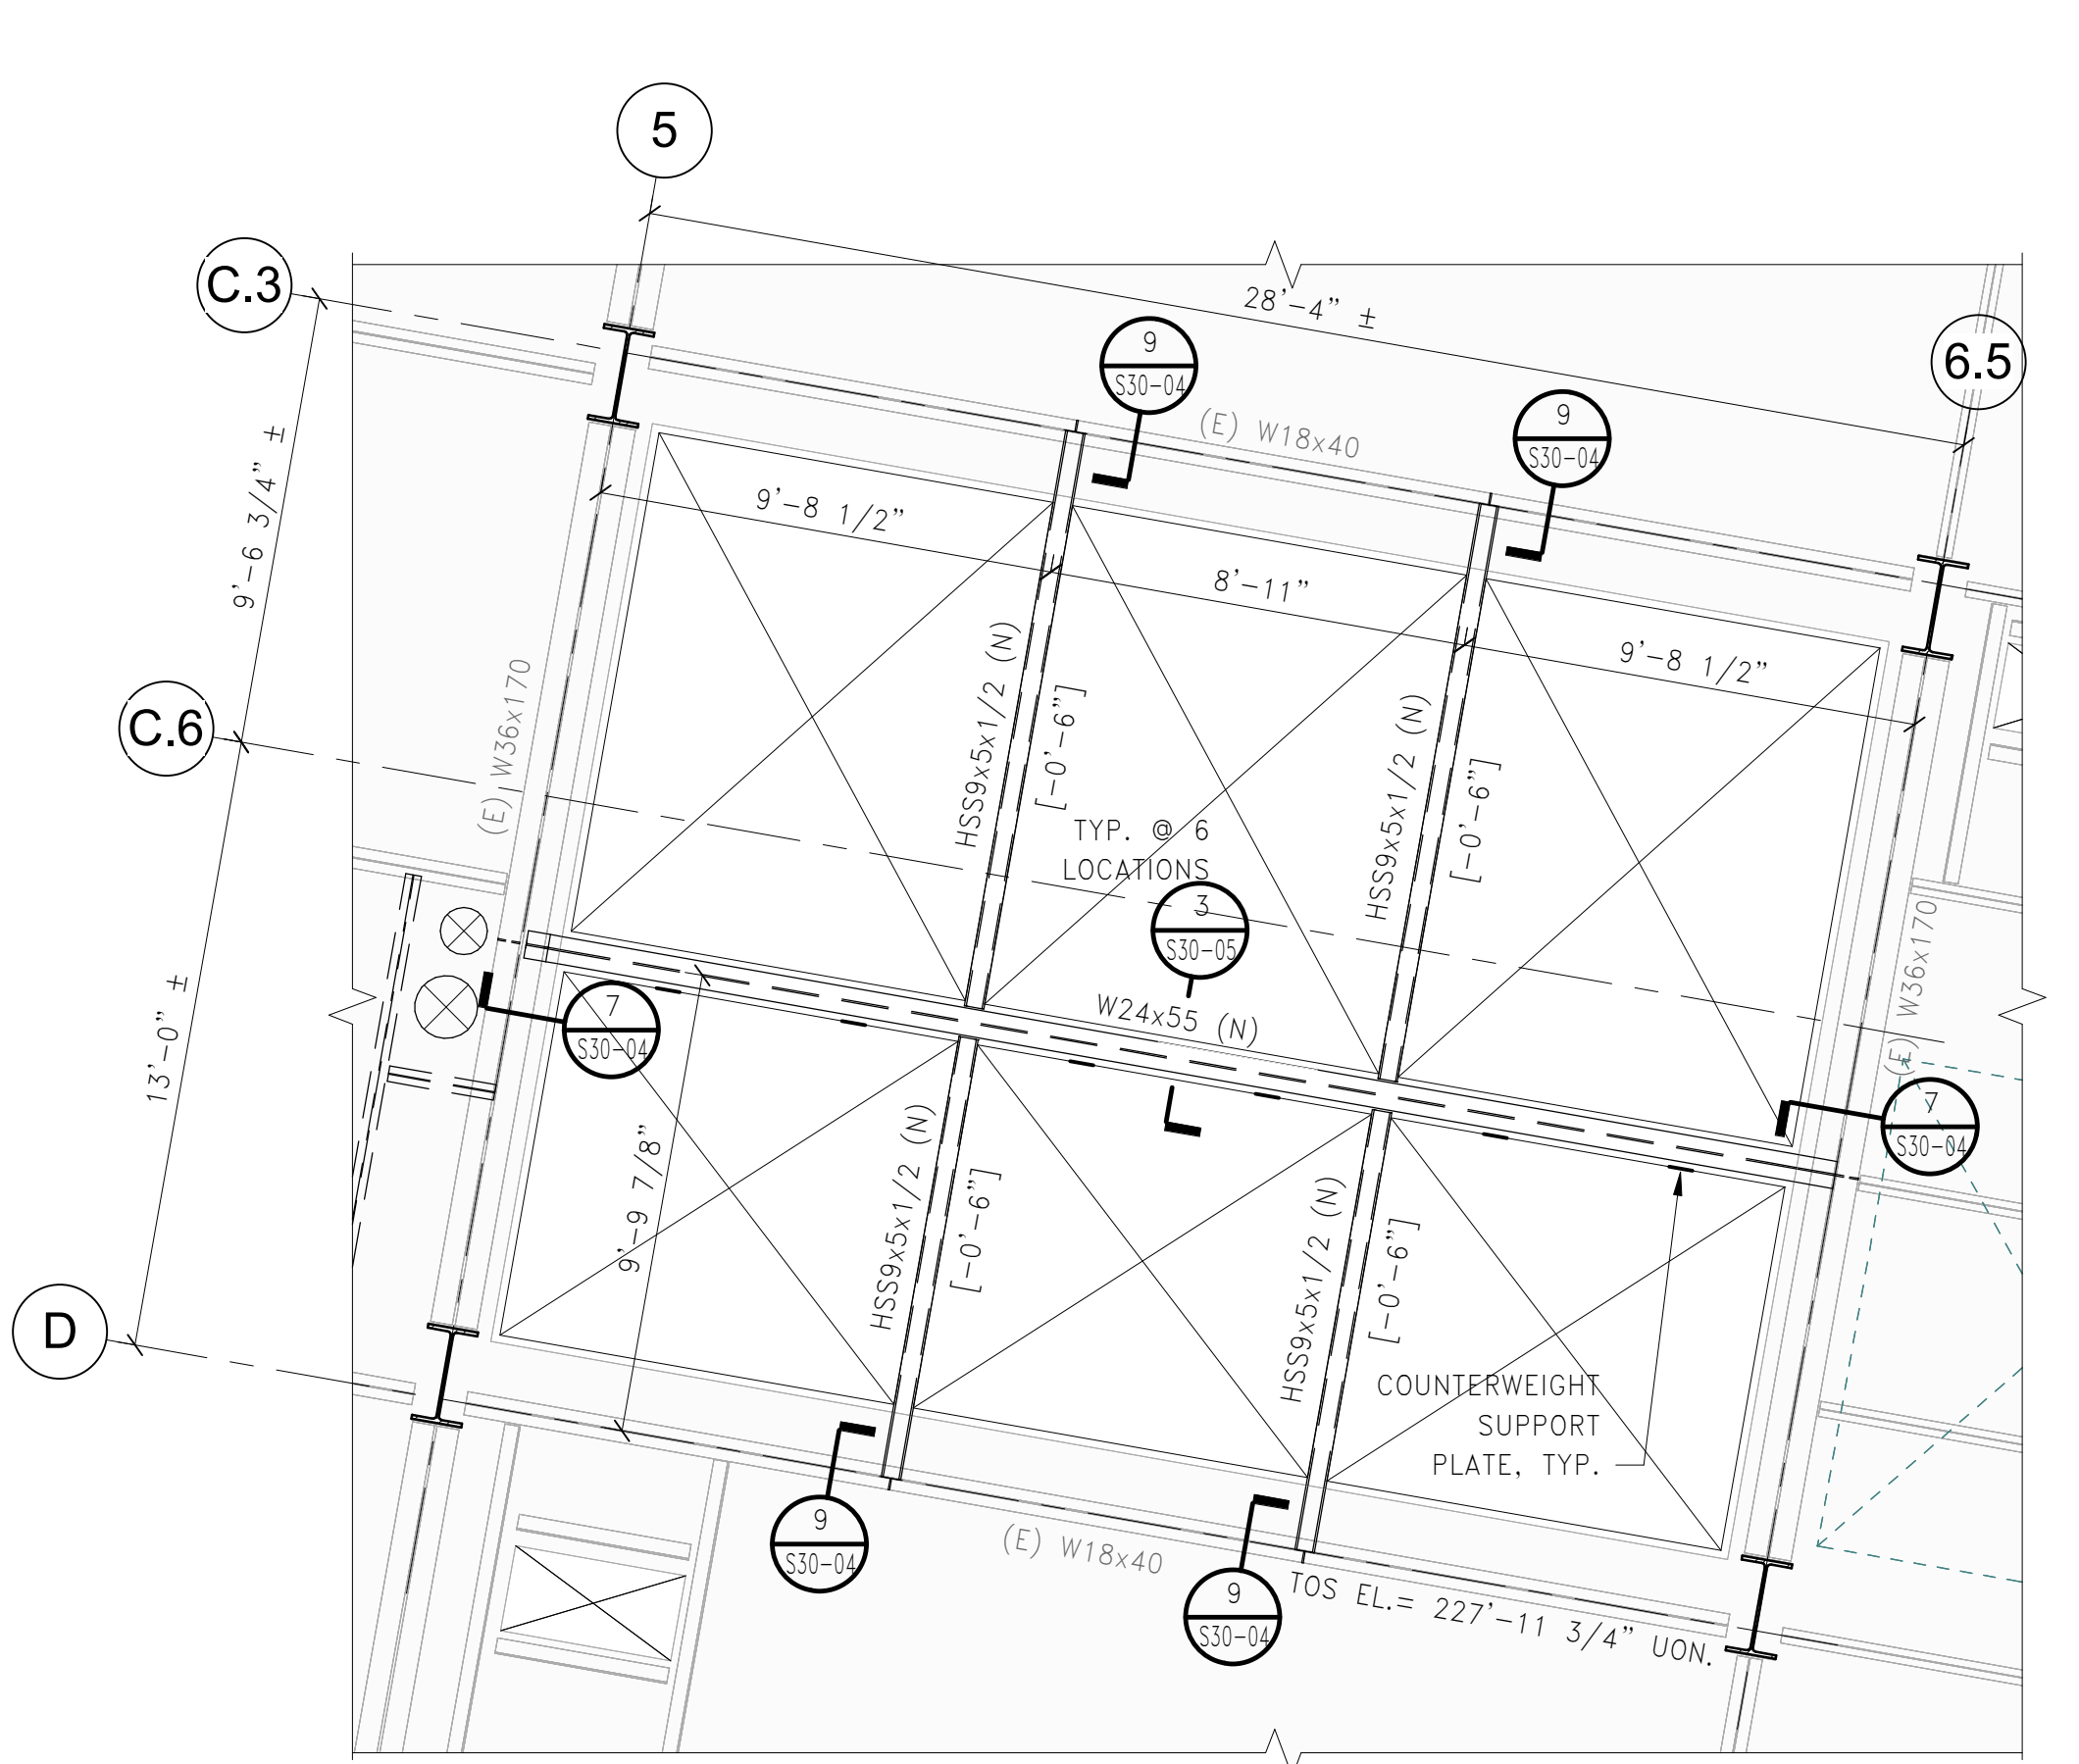 5
C.3
28'-4" ±
9
S30-04
6.5
9
S30-04
(E) W18x40
9'-6 3/4" ±
9'-8 1/2"
8'-11"
9'-8 1/2"
C.6
(E) W36x170
HSS9x5x1/2 (N)
[-0'-6"]
HSS9x5x1/2 (N)
[-0'-6"]
TYP. @ 6
LOCATIONS
3
S30-05
W24x55 (N)
(E) W36x170
7
S30-04
7
S30-04
13'-0" ±
9'-9 7/8"
HSS9x5x1/2 (N)
[-0'-6"]
HSS9x5x1/2 (N)
[-0'-6"]
D
COUNTERWEIGHT
SUPPORT
PLATE, TYP.
9
S30-04
(E) W18x40
9
S30-04
TOS EL.= 227'-11 3/4" UON.